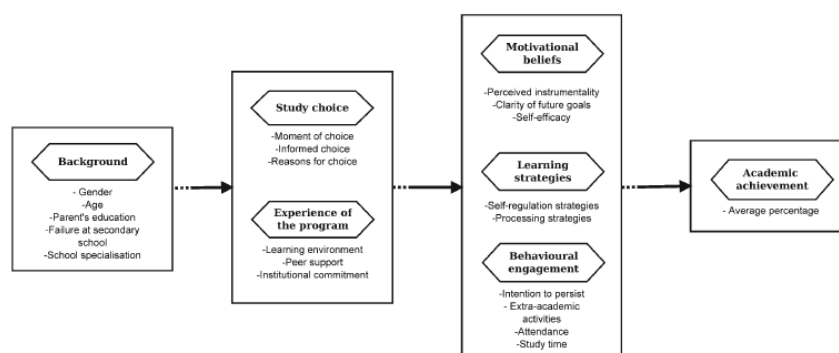 Background
- Gender
- Age
-Parent's education
-Failure at secondary
school
-School specialisation
Study choice
-Moment of choice
-Informed choice
-Reasons for choice
Experience of
the program
-Learning environment
-Peer support
-Institutional commitment
Motivational
beliefs
-Perceived instrumentality
-Clarity of future goals
-Self-efficacy
Learning
strategies
-Self-regulation strategies
-Processing strategies
Behavioural
engagement
-Intention to persist
- Extra-academic
activities
-Attendance
-Study time
Academic
achievement
- Average percentage